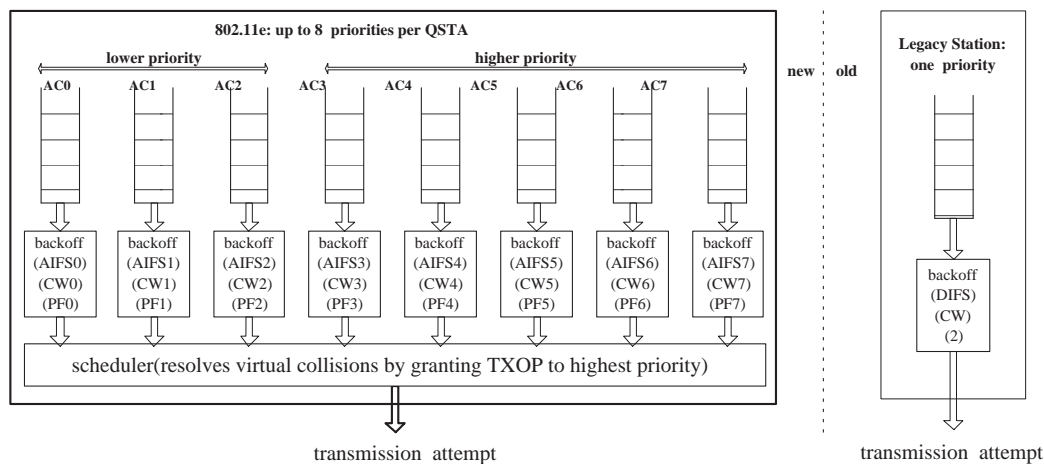 802.11e: up to 8 priorities per QSTA
lower priority
higher priority
AC0
AC1
AC2
AC3
AC4
AC5
AC6
AC7
backoff
(AIFS0)
(CW0)
(PF0)
backoff
(AIFS1)
(CW1)
(PF1)
backoff
(AIFS2)
(CW2)
(PF2)
backoff
(AIFS3)
(CW3)
(PF3)
backoff
(AIFS4)
(CW4)
(PF4)
backoff
(AIFS5)
(CW5)
(PF5)
backoff
(AIFS6)
(CW6)
(PF6)
backoff
(AIFS7)
(CW7)
(PF7)
scheduler(resolves virtual collisions by granting TXOP to highest priority)
transmission attempt
new
old
Legacy Station:
one priority
backoff
(DIFS)
(CW)
(2)
transmission attempt